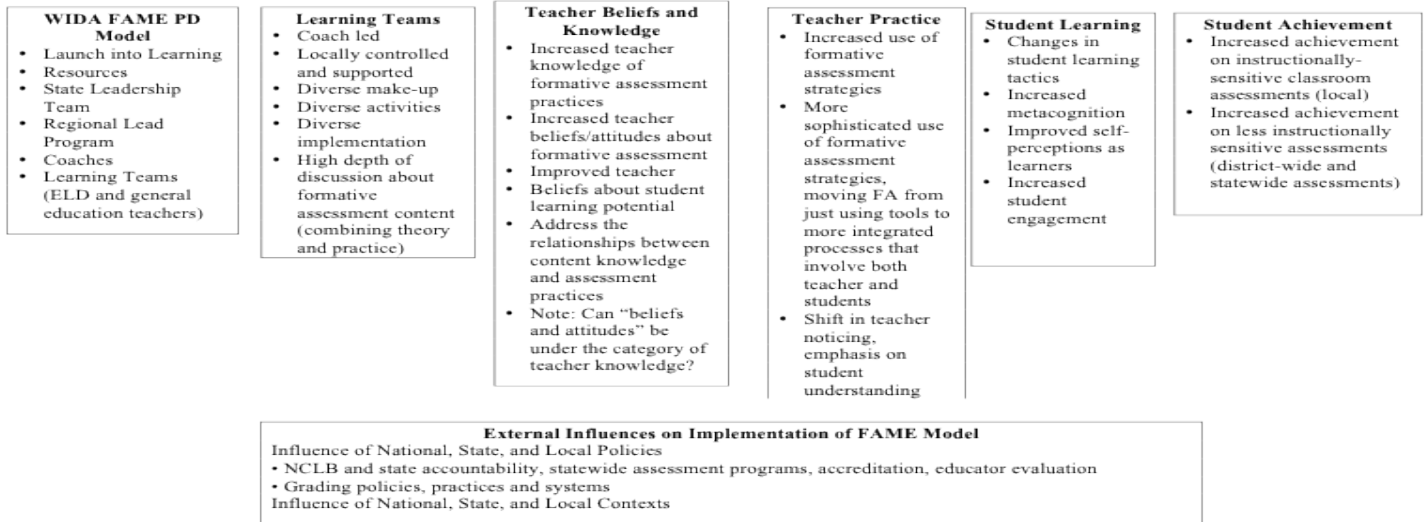 WIDA FAME PD
Model
• Launch into Learning
• Resources
• State Leadership
Team
• Regional Lead
Program
• Coaches
• Learning Teams
(ELD and general
education teachers)
Learning Teams
• Coach led
• Locally controlled
and supported
• Diverse make-up
• Diverse activities
• Diverse
implementation
• High depth of
discussion about
formative
assessment content
(combining theory
and practice)
Teacher Beliefs and
Knowledge
• Increased teacher
knowledge of
formative assessment
practices
• Increased teacher
beliefs/attitudes about
formative assessment
• Improved teacher
• Beliefs about student
learning potential
• Address the
relationships between
content knowledge
and assessment
practices
• Note: Can “beliefs
and attitudes” be
under the category of
teacher knowledge?
Teacher Practice
• Increased use of
formative
assessment
strategies
• More
sophisticated use
of formative
assessment
strategies,
moving FA from
just using tools to
more integrated
processes that
involve both
teacher and
students
• Shift in teacher
noticing,
emphasis on
student
understanding
Student Learning
• Changes in
student learning
tactics
• Increased
metacognition
• Improved self-
perceptions as
learners
• Increased
student
engagement
Student Achievement
• Increased achievement
on instructionally-
sensitive classroom
assessments (local)
• Increased achievement
on less instructionally
sensitive assessments
(district-wide and
statewide assessments)
External Influences on Implementation of FAME Model
Influence of National, State, and Local Policies
• NCLB and state accountability, statewide assessment programs, accreditation, educator evaluation
• Grading policies, practices and systems
Influence of National, State, and Local Contexts